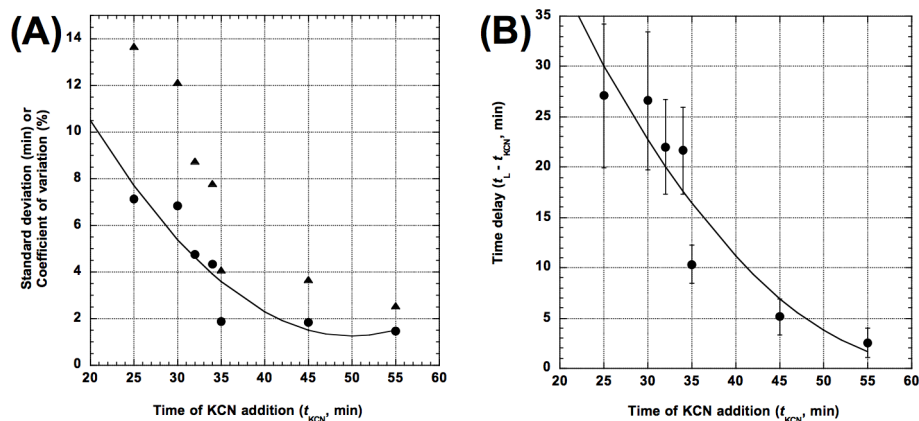 (A)
Standard deviation (min) or
Coefficient of variation (%)
14
12
10
8
6
4
2
0
20 25 30 35 40 45 50 55 60
Time of KCN addition (tKCN, min)
(B)
Time delay (tL - tKCN, min)
35
30
25
20
15
10
5
0
20 25 30 35 40 45 50 55 60
Time of KCN addition (tKCN, min)